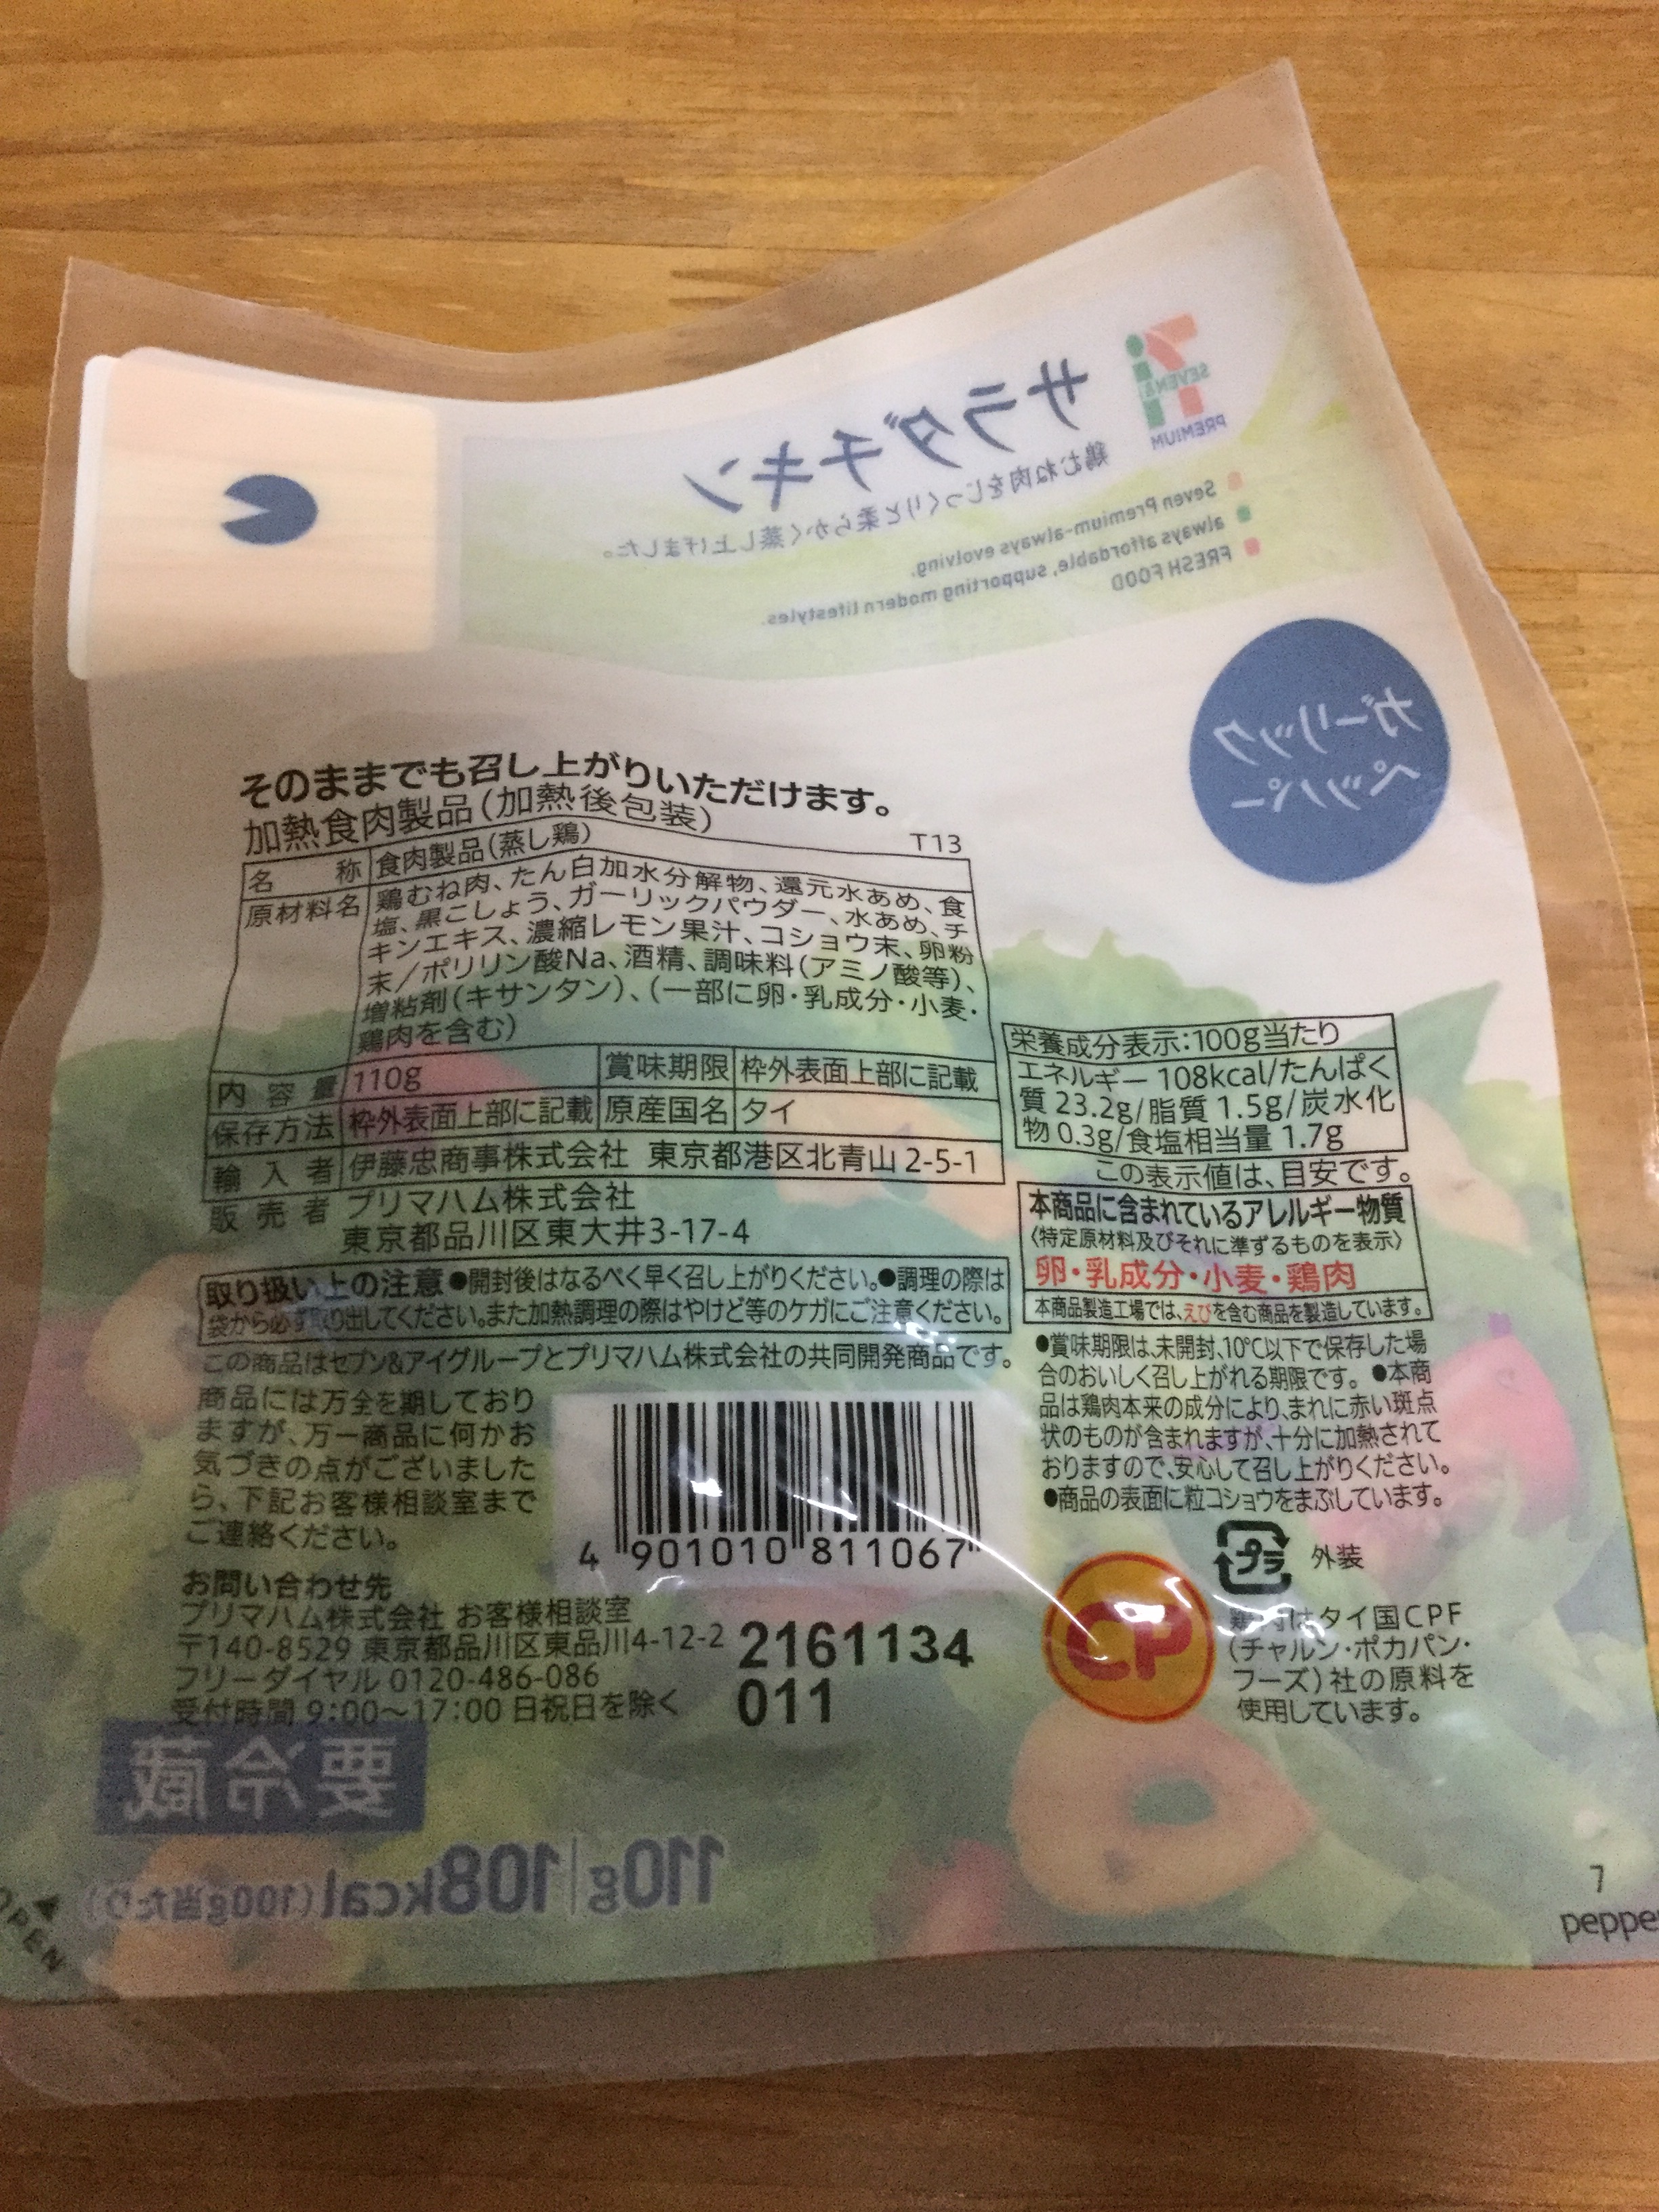 サラダチキン
鶏むね肉をじっくりと柔らかく蒸し上げました。
SEVEN&i
PREMIUM
Seven Premium-always evolving,
always affordable, supporting modern lifestyles.
FRESH FOOD
ガーリック
ペッパー
そのままでも召し上がりいただけます。
加熱食肉製品(加熱後包装)
T13
名称 食肉製品(蒸し鶏)
原材料名 鶏むね肉、たん白加水分解物、還元水あめ、食
塩、黒こしょう、ガーリックパウダー、水あめ、チ
キンエキス、濃縮レモン果汁、コショウ末、卵粉
末/ポリリン酸Na、酒精、調味料(アミノ酸等)、
増粘剤(キサンタン)、(一部に卵・乳成分・小麦・
鶏肉を含む)
内容量 110g 賞味期限 枠外表面上部に記載
保存方法 枠外表面上部に記載 原産国名 タイ
輸入者 伊藤忠商事株式会社 東京都港区北青山2-5-1
販売者 プリマハム株式会社
東京都品川区東大井3-17-4
取り扱い上の注意 ●開封後はなるべく早く召し上がりください。●調理の際は
袋から必ず取り出してください。また加熱調理の際はやけど等のケガにご注意ください。
この商品はセブン&アイグループとプリマハム株式会社の共同開発商品です。
商品には万全を期しており
ますが、万一商品に何かお
気づきの点がございました
ら、下記お客様相談室まで
ご連絡ください。
お問い合わせ先
プリマハム株式会社 お客様相談室
〒140-8529 東京都品川区東品川4-12-2
フリーダイヤル 0120-486-086
受付時間 9:00〜17:00 日祝日を除く
4 901010 811067
2161134
011
栄養成分表示:100g当たり
エネルギー 108kcal/たんぱく
質 23.2g/脂質 1.5g/炭水化
物 0.3g/食塩相当量 1.7g
この表示値は、目安です。
本商品に含まれているアレルギー物質
〈特定原材料及びそれに準ずるものを表示〉
卵・乳成分・小麦・鶏肉
本商品製造工場では、えびを含む商品を製造しています。
●賞味期限は、未開封、10℃以下で保存した場
合のおいしく召し上がれる期限です。●本商
品は鶏肉本来の成分により、まれに赤い斑点
状のものが含まれますが、十分に加熱されて
おりますので、安心して召し上がりください。
●商品の表面に粒コショウをまぶしています。
プラ 外装
CP
鶏肉はタイ国CPF
(チャルン・ポカパン・
フーズ)社の原料を
使用しています。
要冷蔵
110g 108kcal(100g当たり)
OPEN
7
peppe